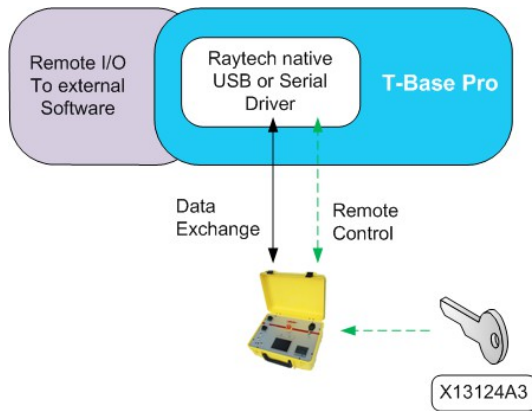 Remote I/O
To external
Software
Raytech native
USB or Serial
Driver
T-Base Pro
Data
Exchange
Remote
Control
X13124A3